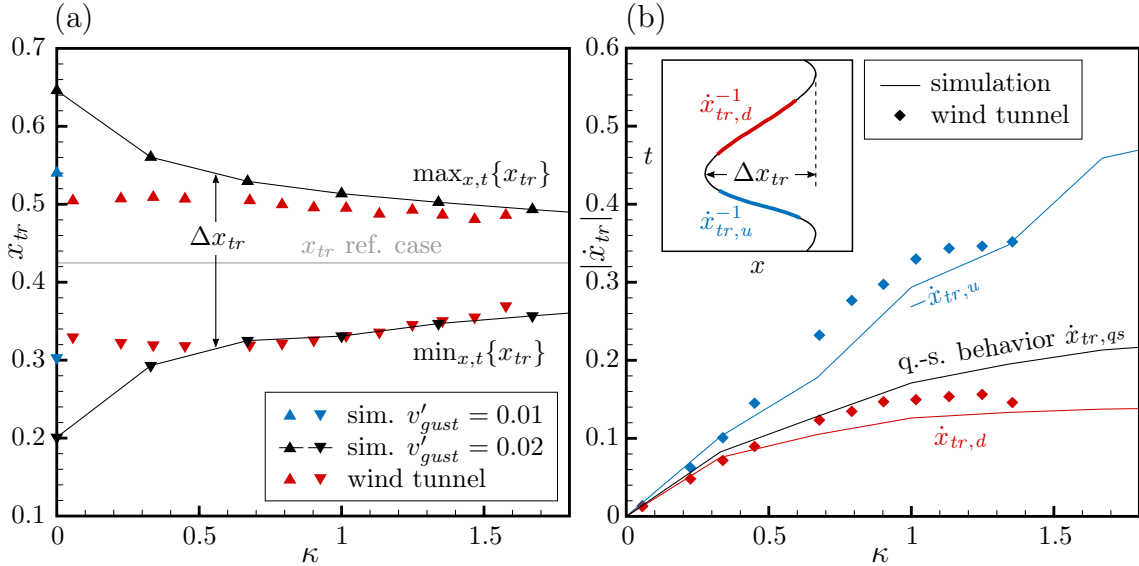 (a)
0.7
0.6
0.5
0.4
0.3
0.2
0.1
x_tr
max_{x,t}{x_tr}
x_tr ref. case
Δx_tr
min_{x,t}{x_tr}
sim. v'_gust = 0.01
sim. v'_gust = 0.02
wind tunnel
0 0.5 1 1.5
κ
(b)
0.6
0.5
0.4
0.3
0.2
0.1
0
|ẋ_tr|
ẋ_{tr,d}^{-1}
t
Δx_tr
ẋ_{tr,u}^{-1}
x
simulation
wind tunnel
−ẋ_{tr,u}
q.-s. behavior ẋ_{tr,qs}
ẋ_{tr,d}
0 0.5 1 1.5
κ